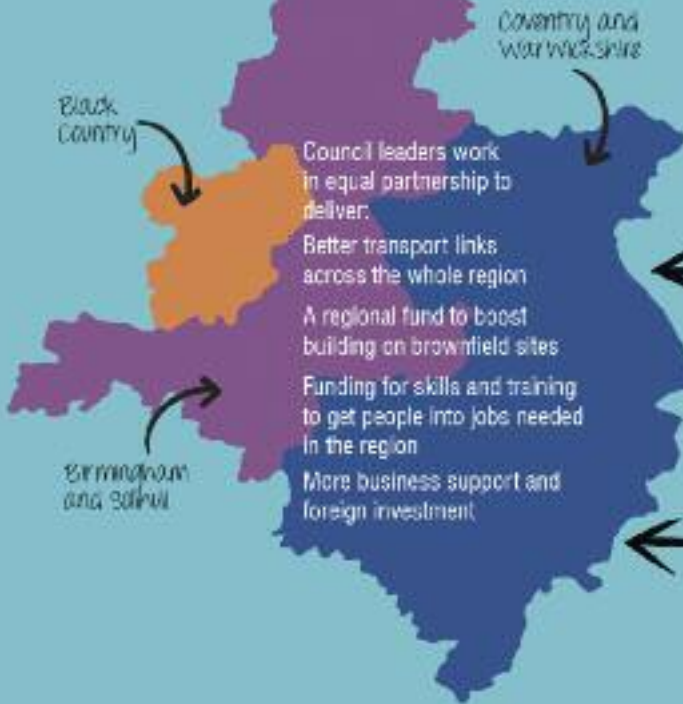 Coventry and
Warwickshire
Black
Country
Council leaders work
in equal partnership to
deliver:
Better transport links
across the whole region
A regional fund to boost
building on brownfield sites
Funding for skills and training
to get people into jobs needed
in the region
More business support and
foreign investment
Birmingham
and Solihull